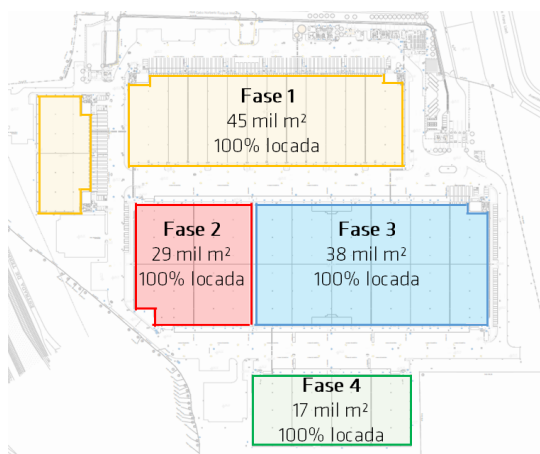 Fase 1
45 mil m²
100% locada
Fase 2
29 mil m²
100% locada
Fase 3
38 mil m²
100% locada
Fase 4
17 mil m²
100% locada